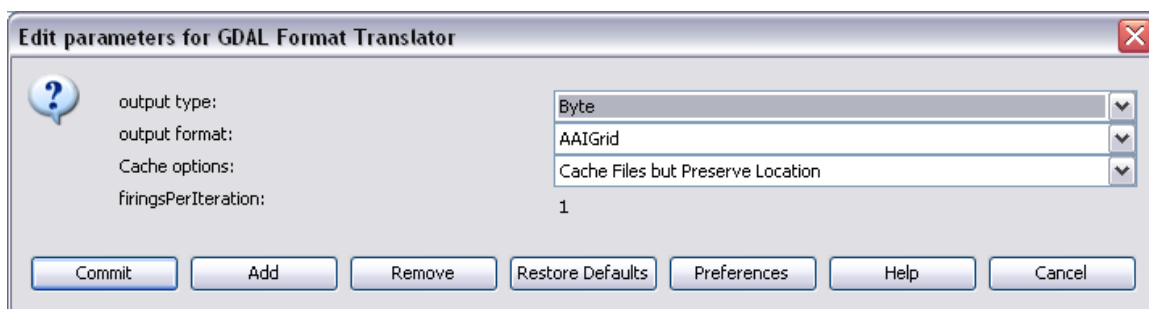 Edit parameters for GDAL Format Translator
output type: Byte
output format: AAIGrid
Cache options: Cache Files but Preserve Location
firingsPerIteration: 1
Commit Add Remove Restore Defaults Preferences Help Cancel